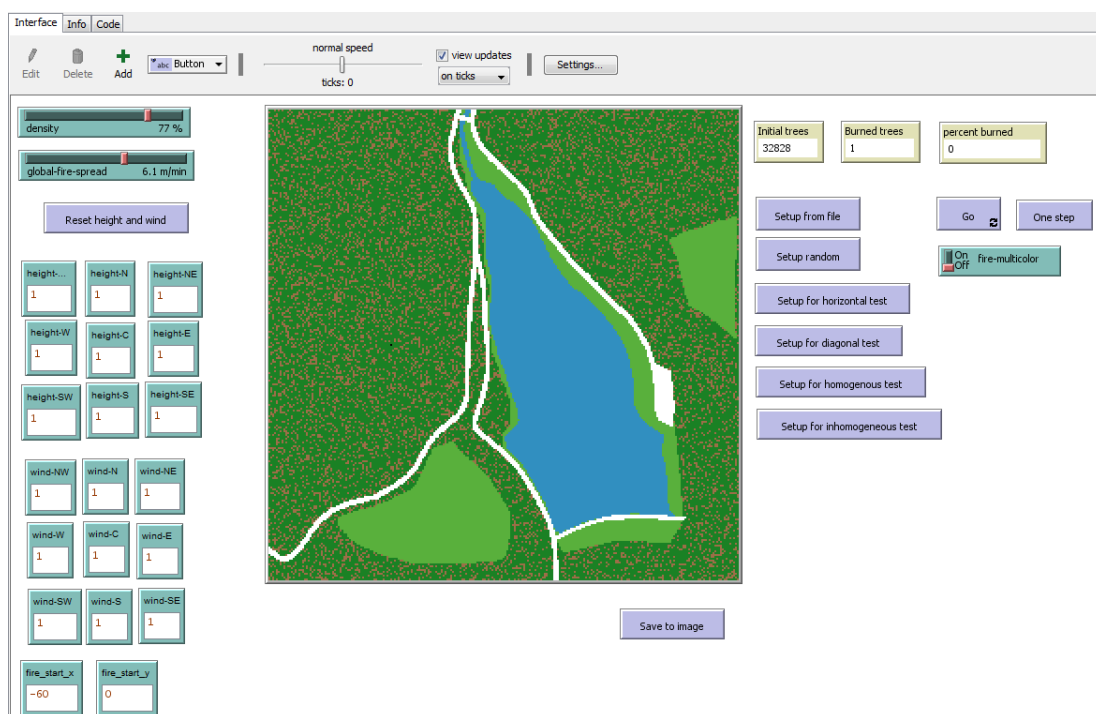 Interface Info Code
Edit Delete Add abc Button normal speed ticks: 0 view updates on ticks Settings...
density 77 %
global-fire-spread 6.1 m/min
Reset height and wind
height-... height-N height-NE
1 1 1
height-W height-C height-E
1 1 1
height-SW height-S height-SE
1 1 1
wind-NW wind-N wind-NE
1 1 1
wind-W wind-C wind-E
1 1 1
wind-SW wind-S wind-SE
1 1 1
fire_start_x fire_start_y
-60 0
Initial trees Burned trees percent burned
32828 1 0
Setup from file Go One step
Setup random On Off fire-multicolor
Setup for horizontal test
Setup for diagonal test
Setup for homogenous test
Setup for inhomogeneous test
Save to image